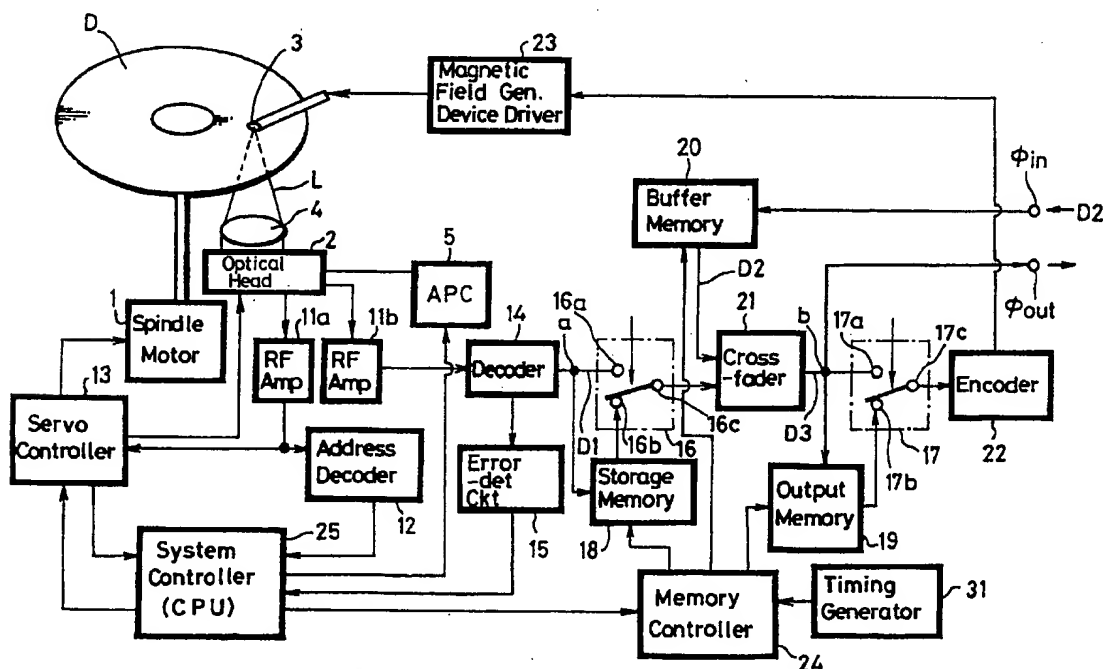 D
3
23
Magnetic
Field Gen.
Device Driver
20
Buffer
Memory
φin
D2
φout
L
4
2
Optical
Head
5
APC
D2
21
Cross
-fader
b
17a
17c
Encoder
22
1
Spindle
Motor
11a
RF
Amp
11b
RF
Amp
14
Decoder
a
16a
16b
16c
16
D1
D3
17
17b
13
Servo
Controller
Address
Decoder
12
Error
-det
Ckt
15
Storage
Memory
18
Output
Memory
19
25
System
Controller
(CPU)
Memory
Controller
24
Timing
Generator
31